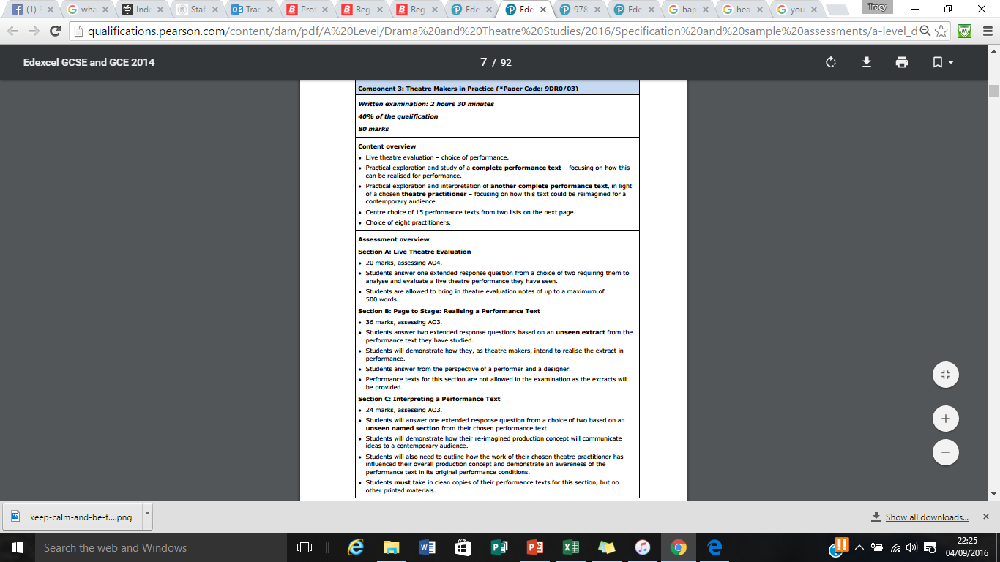 (1)
wha
Inde
Staf
Trac
Prof
Reg
Reg
Ede
Ede
978
Ede
hap
hea
you
Tracy
qualifications.pearson.com/content/dam/pdf/A%20Level/Drama%20and%20Theatre%20Studies/2016/Specification%20and%20sample%20assessments/a-level_d
Edexcel GCSE and GCE 2014
7 / 92
Component 3: Theatre Makers in Practice (*Paper Code: 9DR0/03)
Written examination: 2 hours 30 minutes
40% of the qualification
80 marks
Content overview
• Live theatre evaluation – choice of performance.
• Practical exploration and study of a complete performance text – focusing on how this
can be realised for performance.
• Practical exploration and interpretation of another complete performance text, in light
of a chosen theatre practitioner – focusing on how this text could be reimagined for a
contemporary audience.
• Centre choice of 15 performance texts from two lists on the next page.
• Choice of eight practitioners.
Assessment overview
Section A: Live Theatre Evaluation
• 20 marks, assessing AO4.
• Students answer one extended response question from a choice of two requiring them to
analyse and evaluate a live theatre performance they have seen.
• Students are allowed to bring in theatre evaluation notes of up to a maximum of
500 words.
Section B: Page to Stage: Realising a Performance Text
• 36 marks, assessing AO3.
• Students answer two extended response questions based on an unseen extract from the
performance text they have studied.
• Students will demonstrate how they, as theatre makers, intend to realise the extract in
performance.
• Students answer from the perspective of a performer and a designer.
• Performance texts for this section are not allowed in the examination as the extracts will
be provided.
Section C: Interpreting a Performance Text
• 24 marks, assessing AO3.
• Students will answer one extended response question from a choice of two based on an
unseen named section from their chosen performance text
• Students will demonstrate how their re-imagined production concept will communicate
ideas to a contemporary audience.
• Students will also need to outline how the work of their chosen theatre practitioner has
influenced their overall production concept and demonstrate an awareness of the
performance text in its original performance conditions.
• Students must take in clean copies of their performance texts for this section, but no
other printed materials.
keep-calm-and-be-t....png
Show all downloads...
Search the web and Windows
22:25
04/09/2016